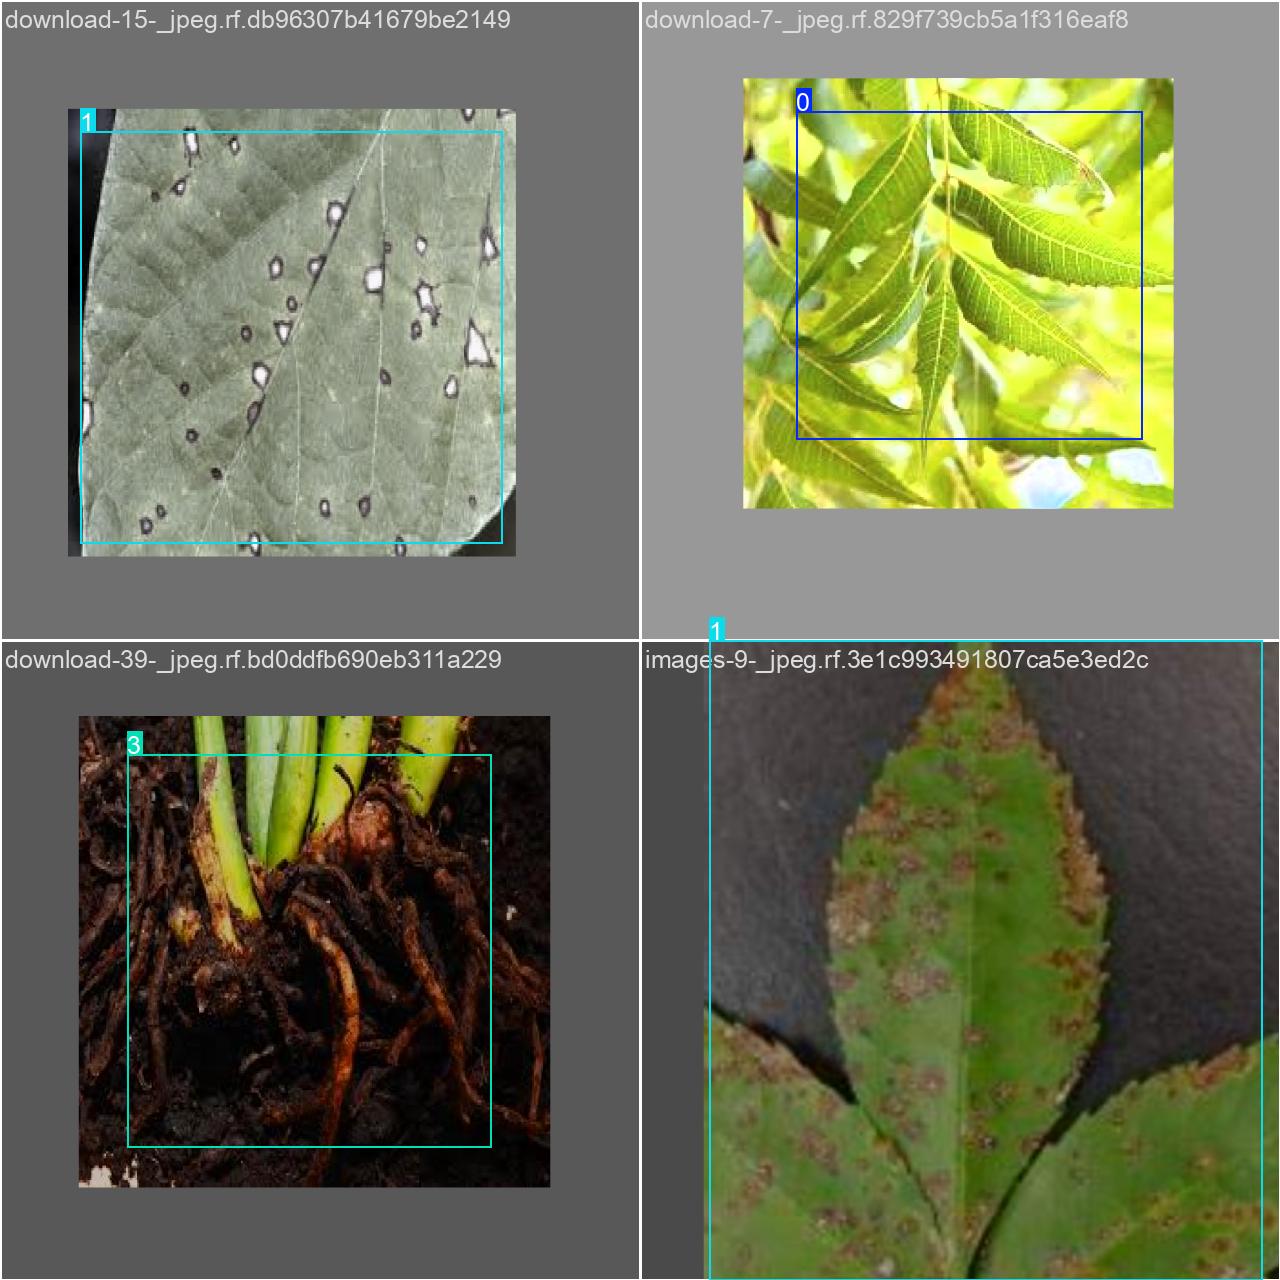 download-15-_jpeg.rf.db96307b41679be2149
1
download-7-_jpeg.rf.829f739cb5a1f316eaf8
0
download-39-_jpeg.rf.bd0ddfb690eb311a229
3
1
images-9-_jpeg.rf.3e1c993491807ca5e3ed2c